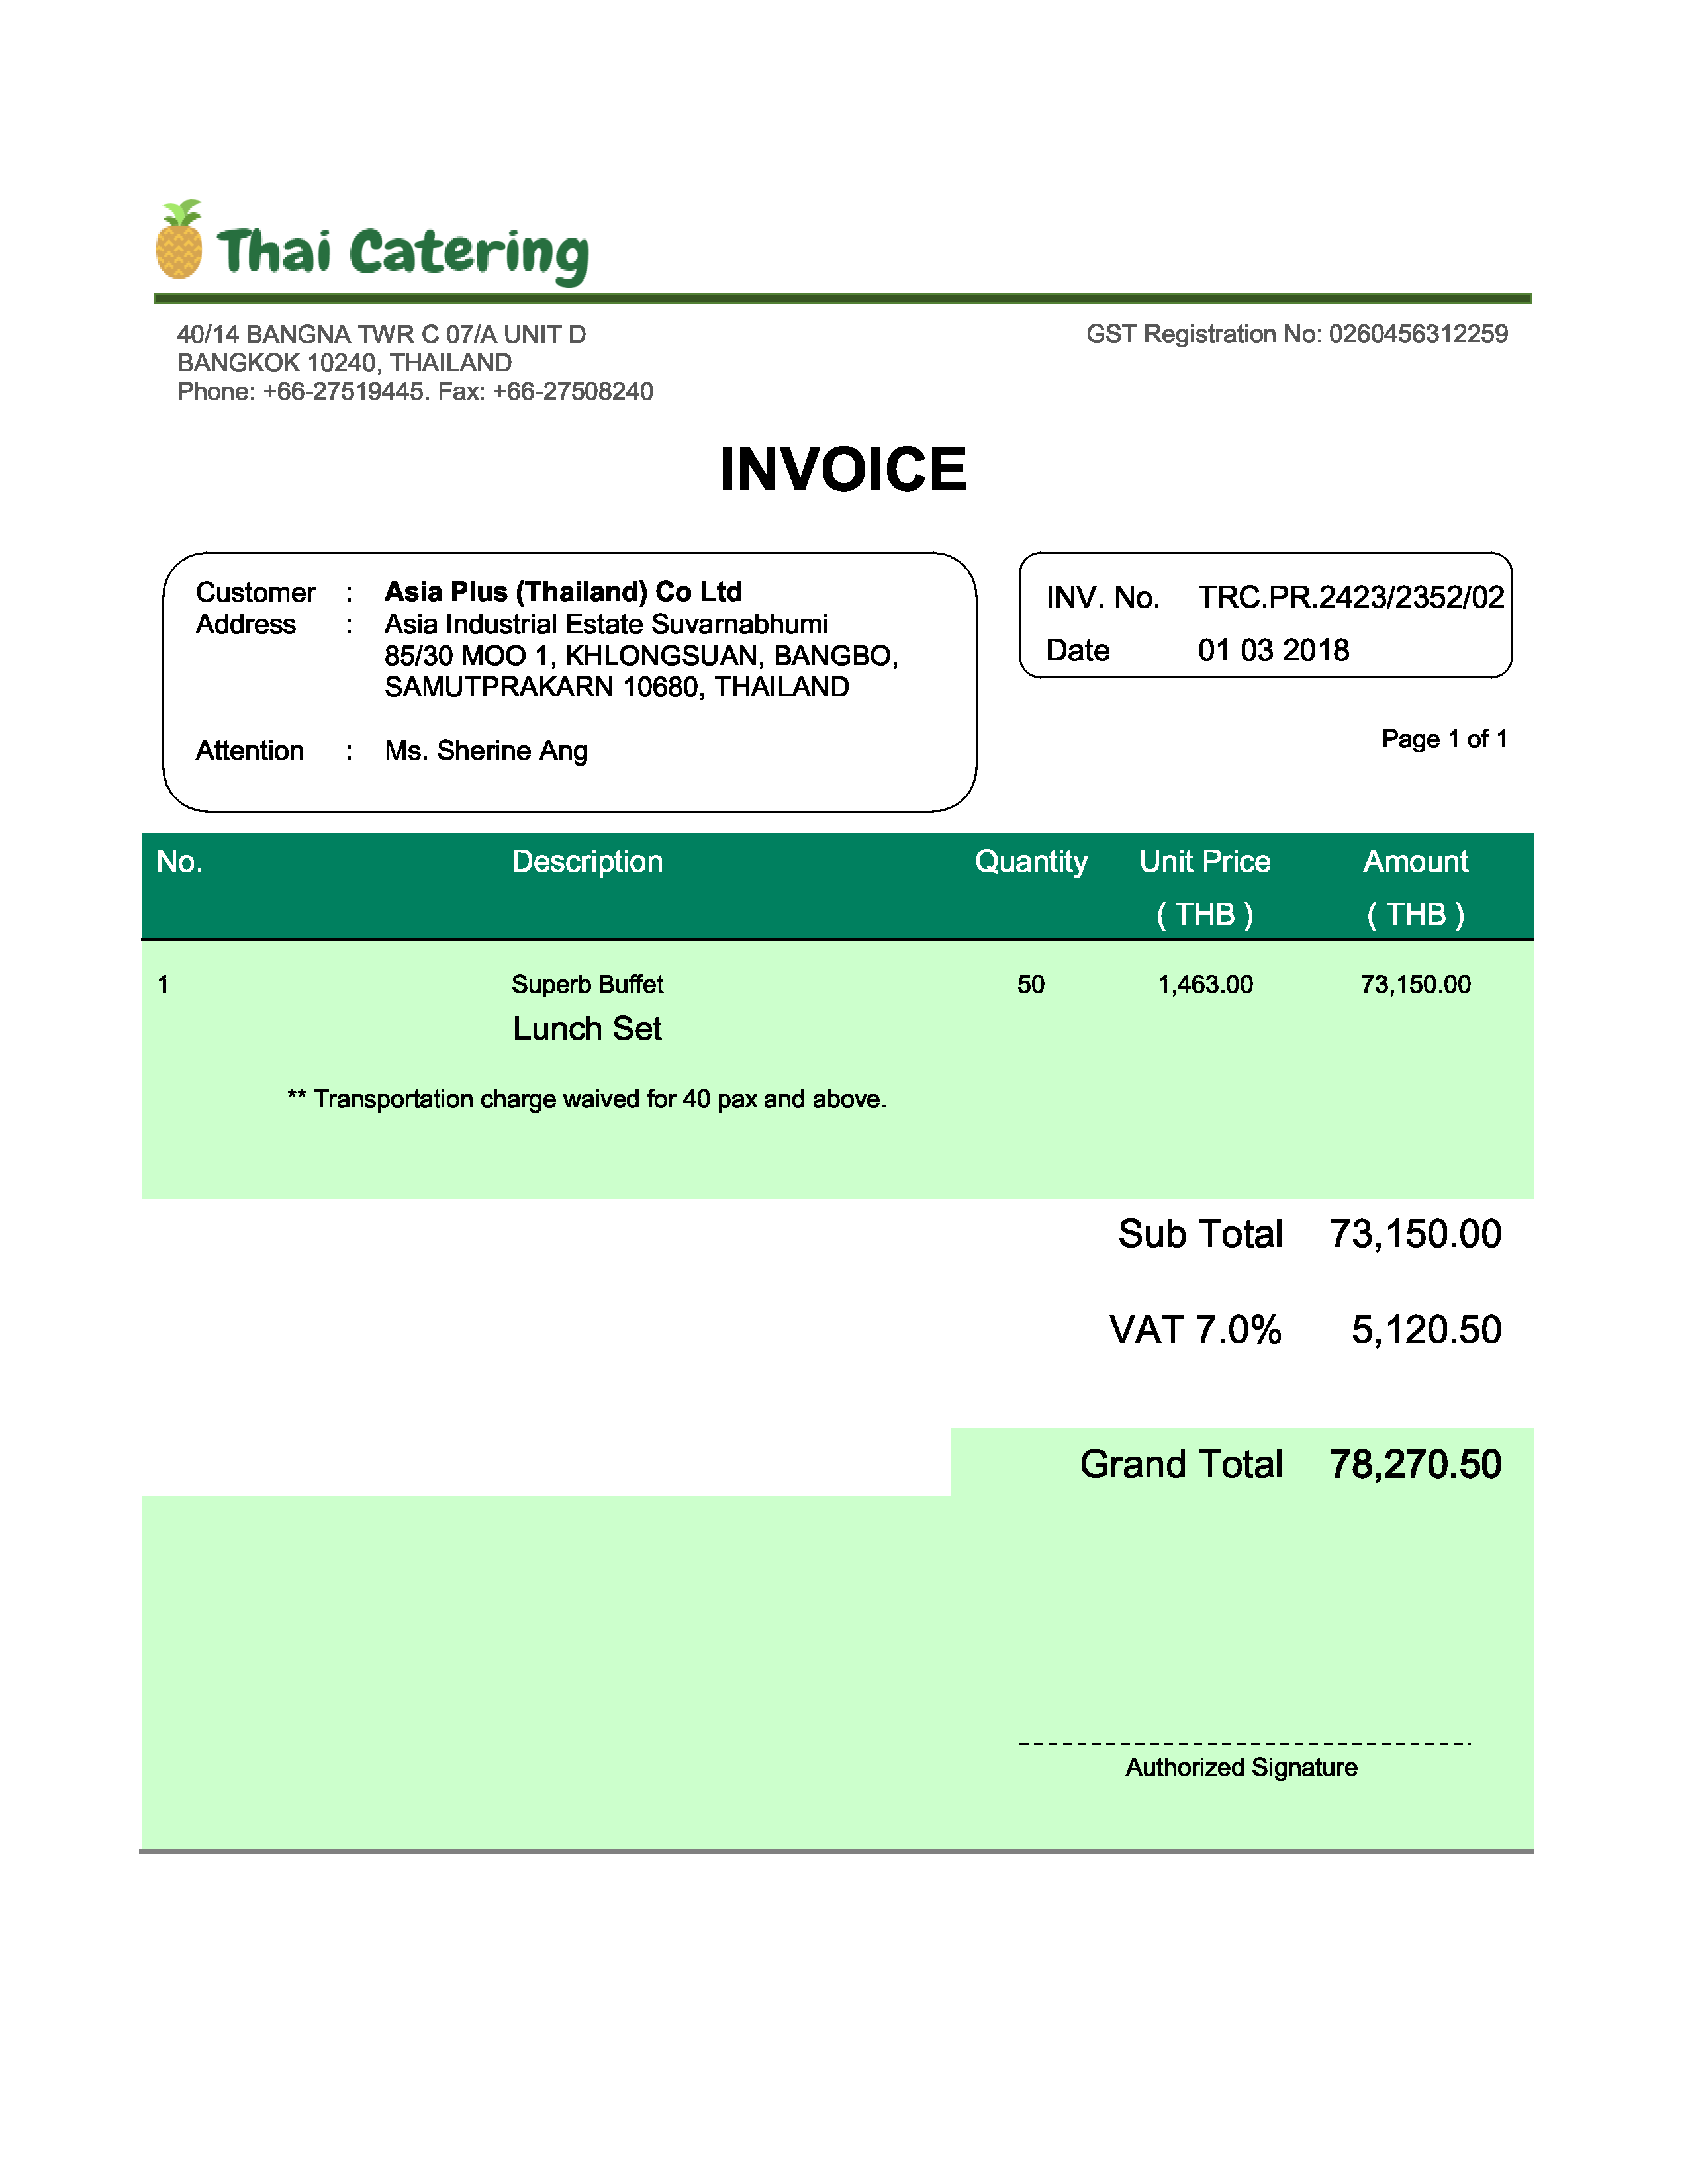 Thai Catering
40/14 BANGNA TWR C 07/A UNIT D
GST Registration No: 0260456312259
BANGKOK 10240, THAILAND
Phone: +66-27519445. Fax: +66-27508240
INVOICE
Customer : Asia Plus (Thailand) Co Ltd
Address : Asia Industrial Estate Suvarnabhumi
85/30 MOO 1, KHLONGSUAN, BANGBO,
SAMUTPRAKARN 10680, THAILAND
Attention : Ms. Sherine Ang
INV. No. TRC.PR.2423/2352/02
Date 01 03 2018
Page 1 of 1
No. Description Quantity Unit Price Amount
( THB ) ( THB )
1 Superb Buffet 50 1,463.00 73,150.00
Lunch Set
** Transportation charge waived for 40 pax and above.
Sub Total 73,150.00
VAT 7.0% 5,120.50
Grand Total 78,270.50
Authorized Signature